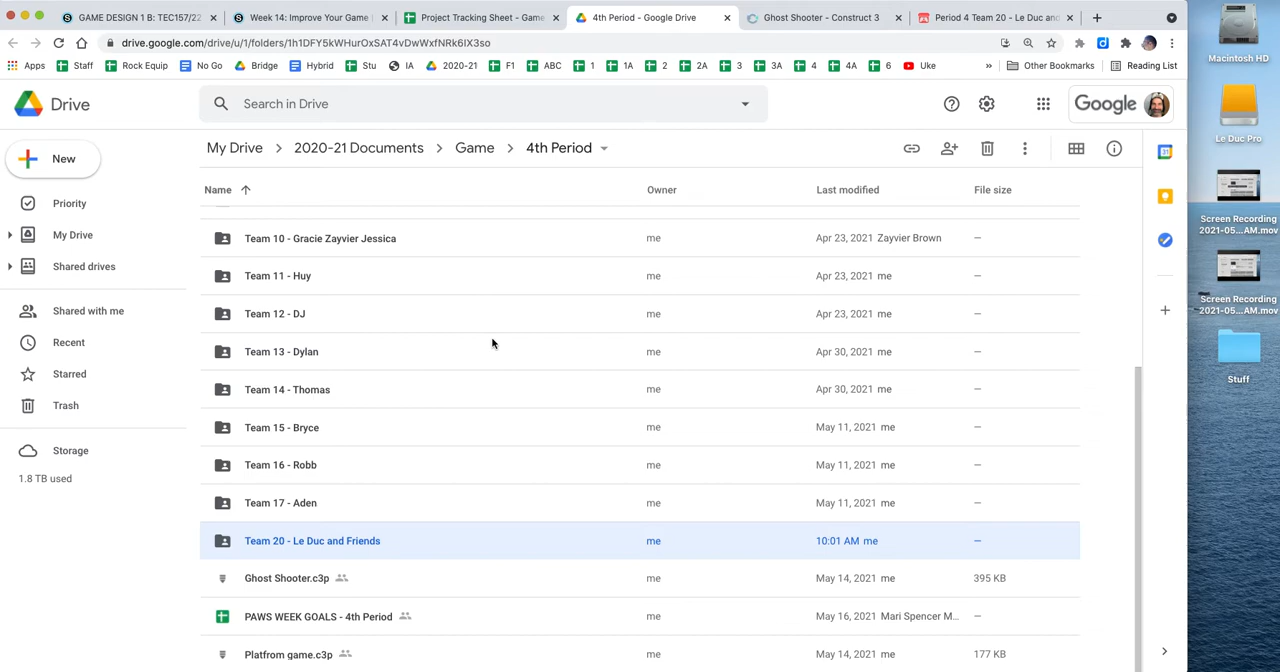 GAME DESIGN 1 B: TEC157/22
Week 14: Improve Your Game
Project Tracking Sheet - Game
4th Period - Google Drive
Ghost Shooter - Construct 3
Period 4 Team 20 - Le Duc and
drive.google.com/drive/u/1/folders/1h1DFY5kWHurOxSAT4vDwWxfNRk6IX3so
Apps Staff Rock Equip No Go Bridge Hybrid Stu IA 2020-21 F1 ABC 1 1A 2 2A 3 3A 4 4A 6 Uke » Other Bookmarks Reading List
Drive
Search in Drive
Google
New
My Drive > 2020-21 Documents > Game > 4th Period
Name Owner Last modified File size
Priority
My Drive
Shared drives
Shared with me
Recent
Starred
Trash
Storage
1.8 TB used
Team 10 - Gracie Zayvier Jessica me Apr 23, 2021 Zayvier Brown –
Team 11 - Huy me Apr 23, 2021 me –
Team 12 - DJ me Apr 23, 2021 me –
Team 13 - Dylan me Apr 30, 2021 me –
Team 14 - Thomas me Apr 30, 2021 me –
Team 15 - Bryce me May 11, 2021 me –
Team 16 - Robb me May 11, 2021 me –
Team 17 - Aden me May 11, 2021 me –
Team 20 - Le Duc and Friends me 10:01 AM me –
Ghost Shooter.c3p me May 14, 2021 me 395 KB
PAWS WEEK GOALS - 4th Period me May 16, 2021 Mari Spencer M... –
Platfrom game.c3p me May 14, 2021 me 177 KB
Macintosh HD
Le Duc Pro
Screen Recording
2021-05...AM.mov
Screen Recording
2021-05...AM.mov
Stuff